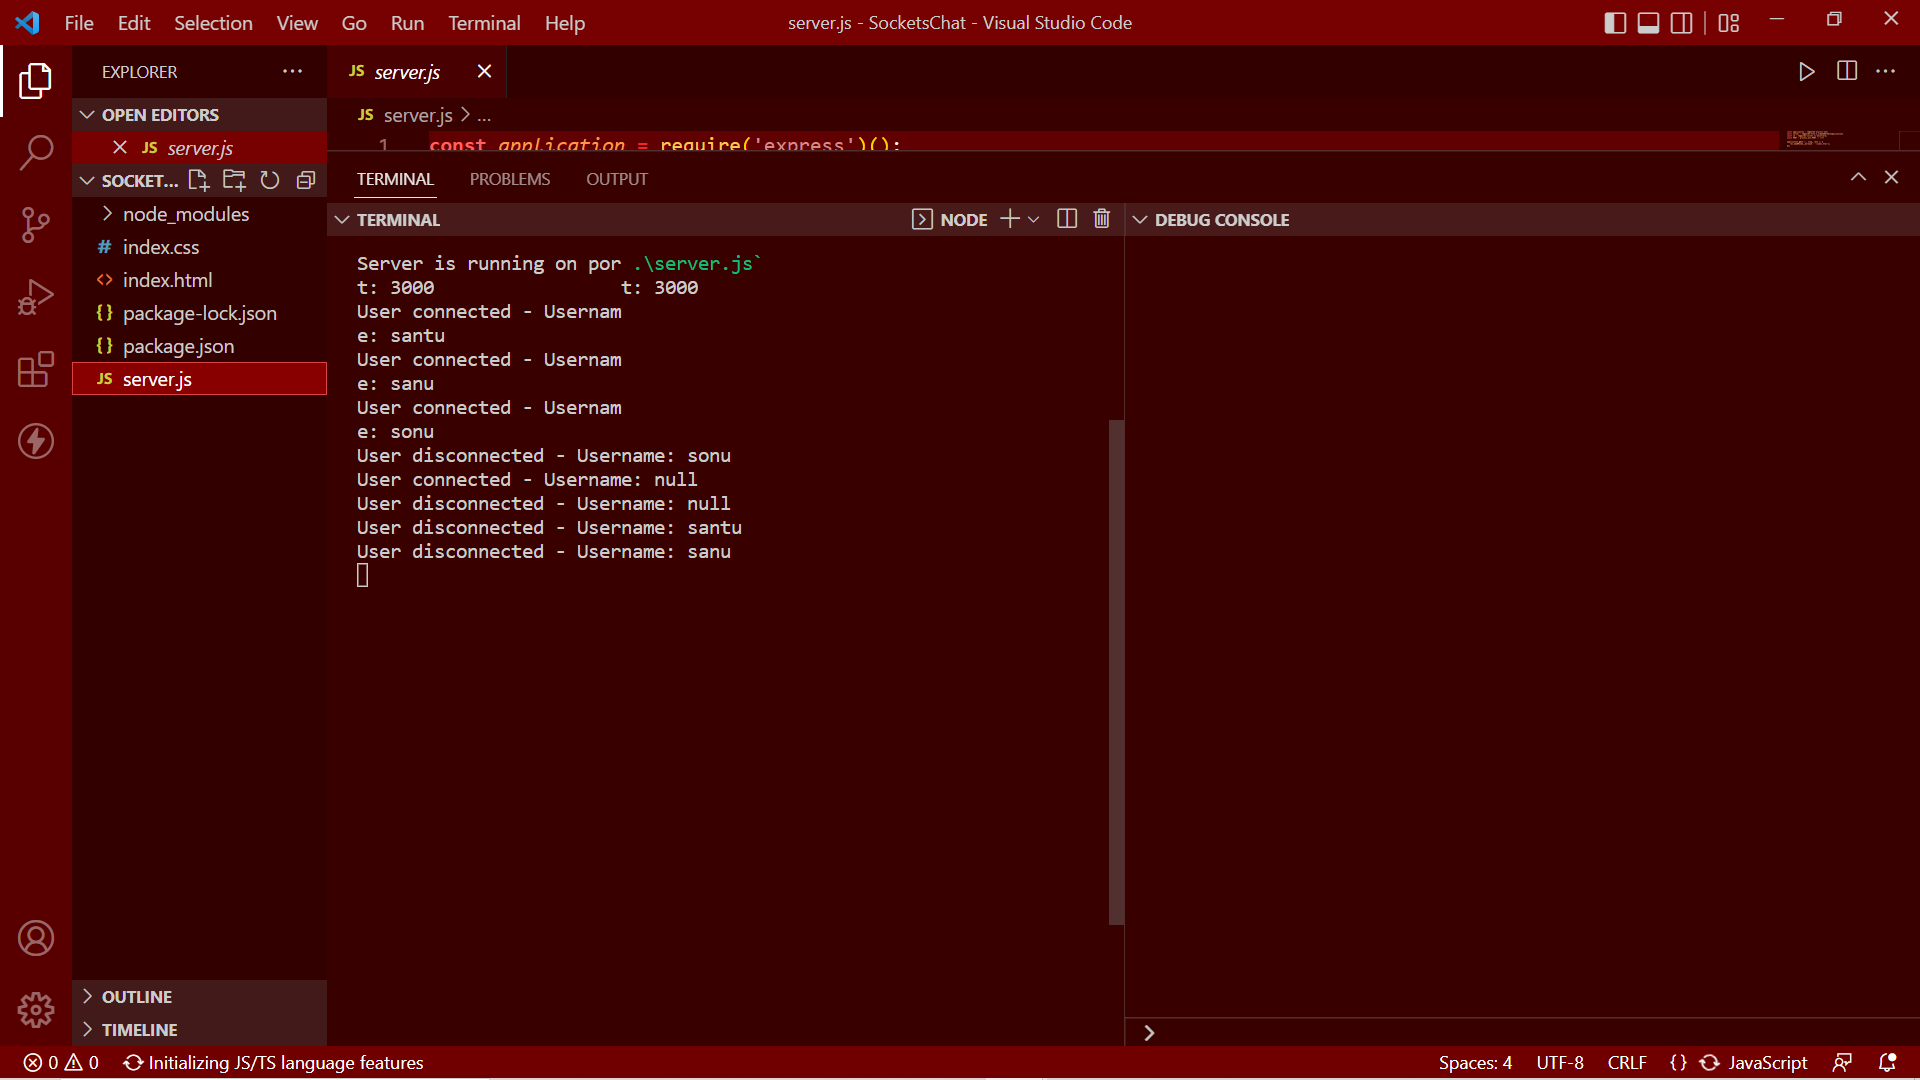 File Edit Selection View Go Run Terminal Help
server.js - SocketsChat - Visual Studio Code
EXPLORER
JS server.js
OPEN EDITORS
JS server.js > ...
JS server.js
1 const application = require('express')();
SOCKET...
TERMINAL PROBLEMS OUTPUT
node_modules
TERMINAL
NODE
DEBUG CONSOLE
# index.css
<> index.html
{} package-lock.json
{} package.json
JS server.js
Server is running on por .\server.js`
t: 3000 t: 3000
User connected - Usernam
e: santu
User connected - Usernam
e: sanu
User connected - Usernam
e: sonu
User disconnected - Username: sonu
User connected - Username: null
User disconnected - Username: null
User disconnected - Username: santu
User disconnected - Username: sanu
OUTLINE
TIMELINE
0 0 Initializing JS/TS language features
Spaces: 4 UTF-8 CRLF {} JavaScript